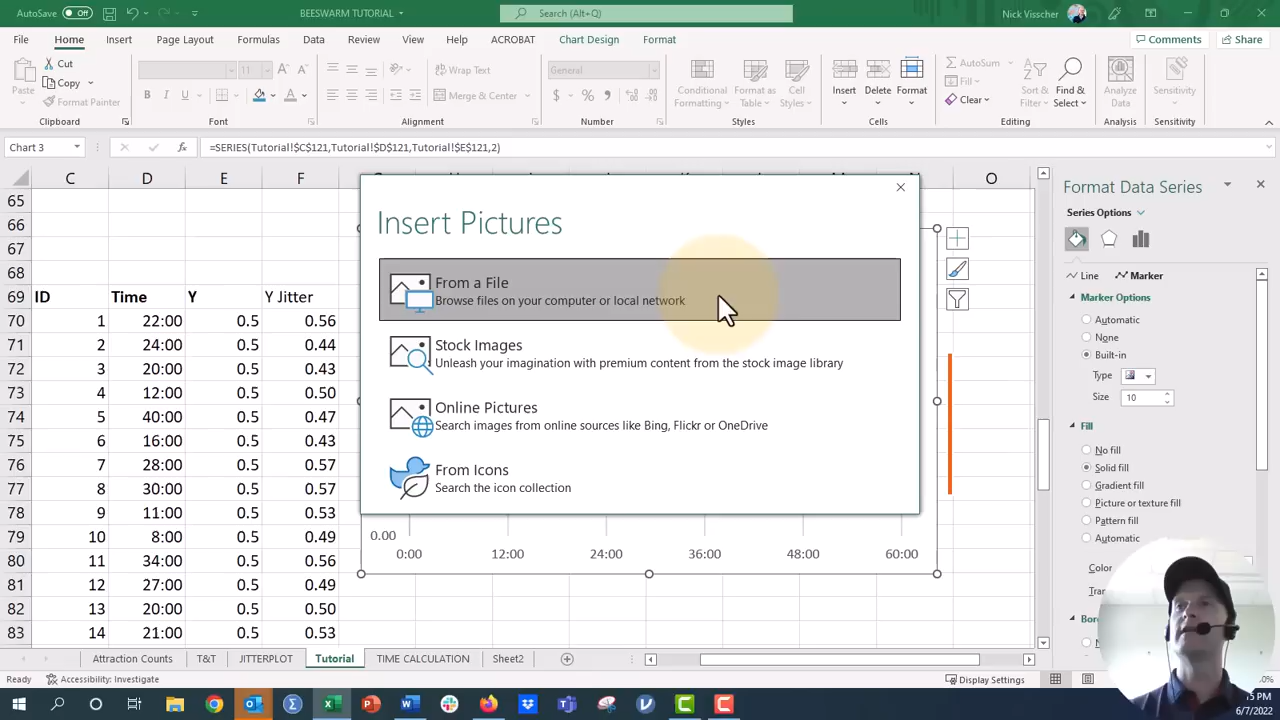 AutoSave Off BEESWARM TUTORIAL Search (Alt+Q) Nick Visscher
File Home Insert Page Layout Formulas Data Review View Help ACROBAT Chart Design Format Comments Share
Paste Cut Copy Format Painter
Clipboard
11
B I U A
Font
Wrap Text
Merge & Center
Alignment
General
$ % ,
Number
Conditional Formatting Format as Table Cell Styles
Styles
Insert Delete Format
Cells
AutoSum Fill Clear Sort & Filter Find & Select
Editing
Analyze Data
Analysis
Sensitivity
Sensitivity
Chart 3 fx =SERIES(Tutorial!$C$121,Tutorial!$D$121,Tutorial!$E$121,2)
C D E F O
65
66
67
68
69 ID Time Y Y Jitter
70 1 22:00 0.5 0.56
71 2 24:00 0.5 0.44
72 3 20:00 0.5 0.43
73 4 12:00 0.5 0.50
74 5 40:00 0.5 0.47
75 6 16:00 0.5 0.43
76 7 28:00 0.5 0.57
77 8 30:00 0.5 0.57
78 9 11:00 0.5 0.53
79 10 8:00 0.5 0.49
80 11 34:00 0.5 0.56
81 12 27:00 0.5 0.49
82 13 20:00 0.5 0.50
83 14 21:00 0.5 0.53
Insert Pictures
From a File
Browse files on your computer or local network
Stock Images
Unleash your imagination with premium content from the stock image library
Online Pictures
Search images from online sources like Bing, Flickr or OneDrive
From Icons
Search the icon collection
0.00
0:00 12:00 24:00 36:00 48:00 60:00
Format Data Series
Series Options
Line Marker
Marker Options
Automatic
None
Built-in
Type
Size 10
Fill
No fill
Solid fill
Gradient fill
Picture or texture fill
Pattern fill
Automatic
Color
Attraction Counts T&T JITTERPLOT Tutorial TIME CALCULATION Sheet2
Ready Accessibility: Investigate Display Settings
6/7/2022